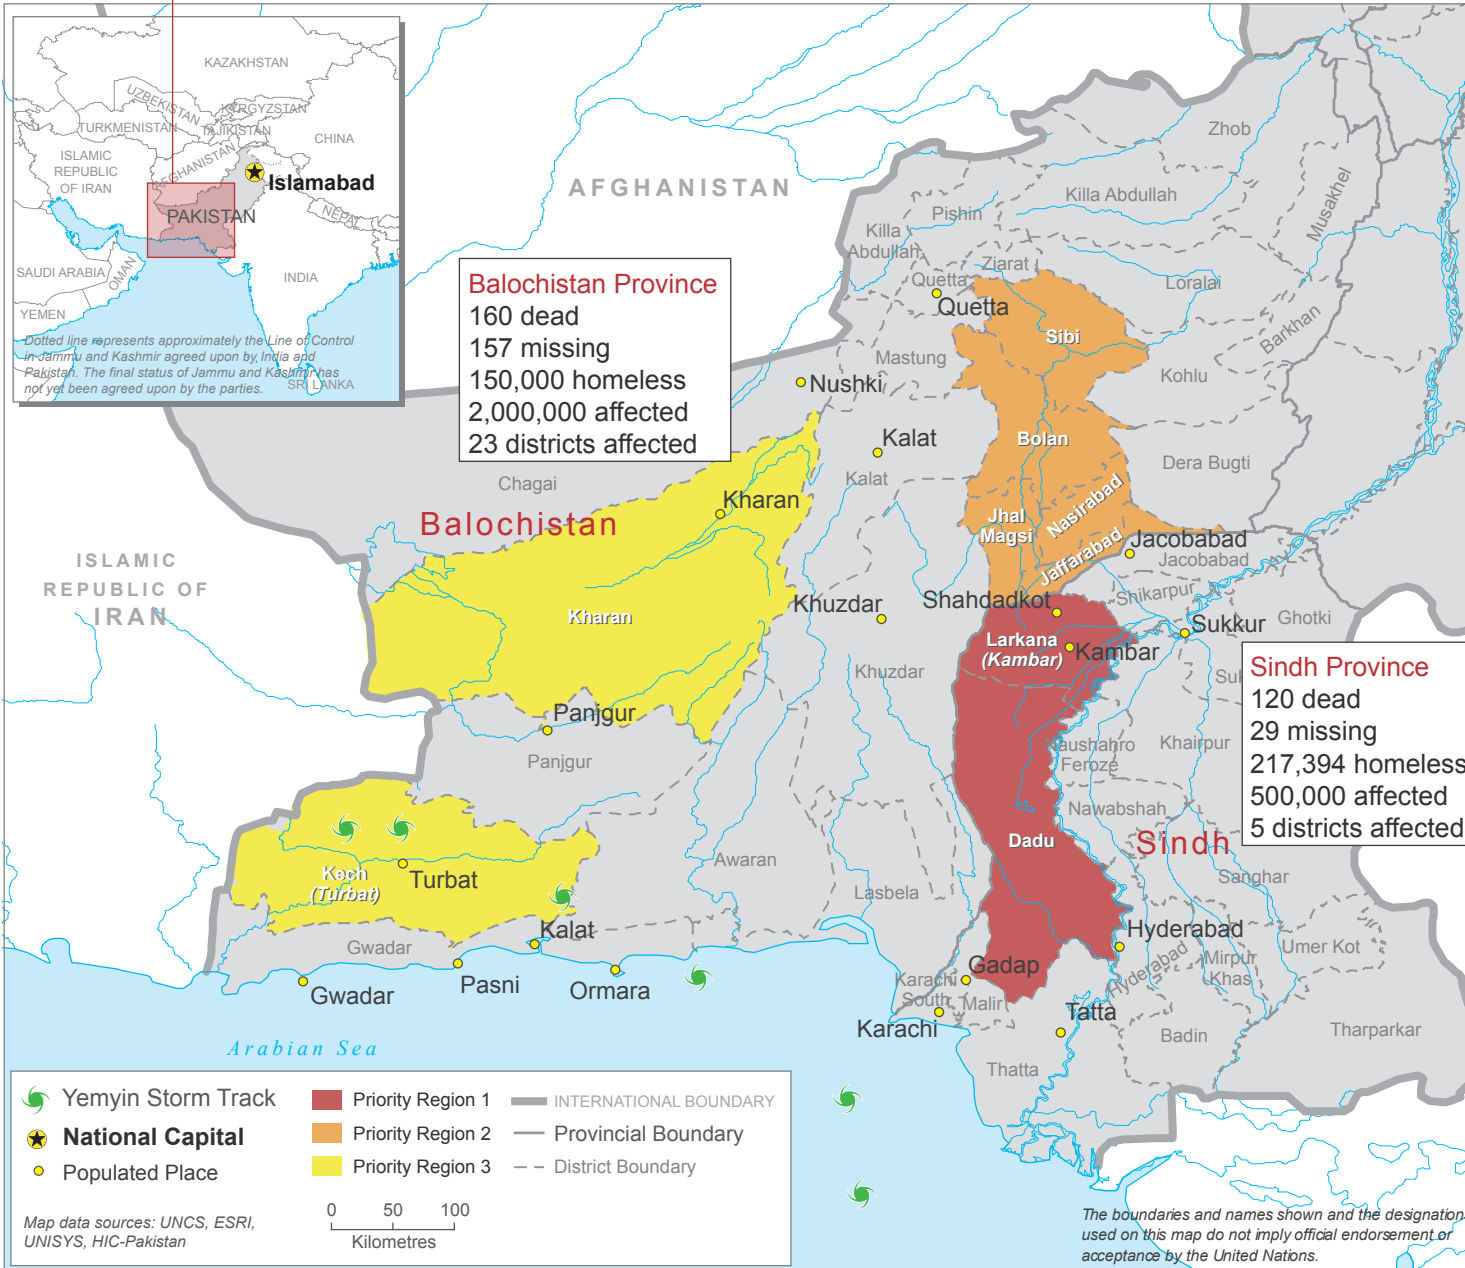 KAZAKHSTAN
UZBEKISTAN
KYRGYZSTAN
TURKMENISTAN
TAJIKISTAN
CHINA
ISLAMIC
REPUBLIC
OF IRAN
AFGHANISTAN
Islamabad
PAKISTAN
NEPAL
SAUDI ARABIA
OMAN
INDIA
YEMEN
SRI LANKA
Dotted line represents approximately the Line of Control
in Jammu and Kashmir agreed upon by India and
Pakistan. The final status of Jammu and Kashmir has
not yet been agreed upon by the parties.
AFGHANISTAN
Balochistan Province
160 dead
157 missing
150,000 homeless
2,000,000 affected
23 districts affected
Zhob
Killa Abdullah
Musakhel
Pishin
Killa
Abdullah
Ziarat
Quetta
Quetta
Loralai
Sibi
Barkhan
Mastung
Kohlu
Nushki
Kalat
Kalat
Bolan
Dera Bugti
Chagai
Kharan
Balochistan
Nasirabad
Jhal
Magsi
Jaffarabad
Jacobabad
Jacobabad
ISLAMIC
REPUBLIC OF
IRAN
Kharan
Khuzdar
Shahdadkot
Shikarpur
Ghotki
Sukkur
Larkana
(Kambar)
Kambar
Khuzdar
Suk
Sindh Province
120 dead
29 missing
217,394 homeless
500,000 affected
5 districts affected
Panjgur
Panjgur
Naushahro
Feroze
Khairpur
Nawabshah
Dadu
Sindh
Sanghar
Kech
(Turbat)
Turbat
Awaran
Lasbela
Kalat
Gwadar
Hyderabad
Hyderabad
Umer Kot
Mirpur
Khas
Gwadar
Pasni
Ormara
Gadap
Karachi
South
Malir
Karachi
Tatta
Badin
Tharparkar
Thatta
Arabian Sea
Yemyin Storm Track
National Capital
Populated Place
Priority Region 1
Priority Region 2
Priority Region 3
INTERNATIONAL BOUNDARY
Provincial Boundary
District Boundary
0 50 100
Kilometres
Map data sources: UNCS, ESRI,
UNISYS, HIC-Pakistan
The boundaries and names shown and the designation
used on this map do not imply official endorsement or
acceptance by the United Nations.